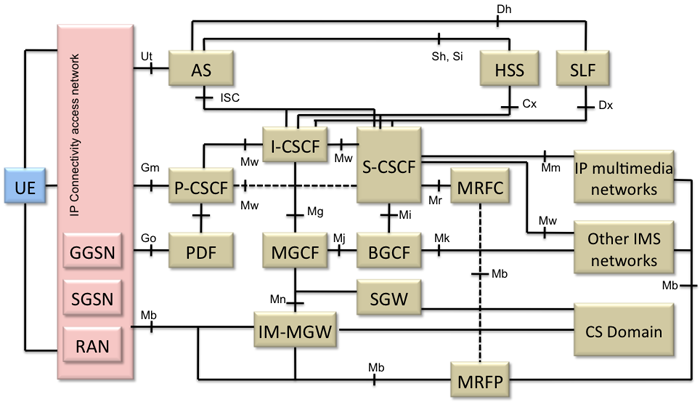 Dh
IP Connectivity access network
Ut
AS
Sh, Si
HSS
SLF
ISC
Cx
Dx
I-CSCF
Mw
Mw
S-CSCF
Mm
IP multimedia
networks
UE
Gm
P-CSCF
Mw
Mr
MRFC
Mg
Mi
Mw
Other IMS
networks
GGSN
Go
PDF
MGCF
Mj
BGCF
Mk
Mb
Mb
SGSN
Mn
SGW
Mb
IM-MGW
CS Domain
RAN
Mb
MRFP